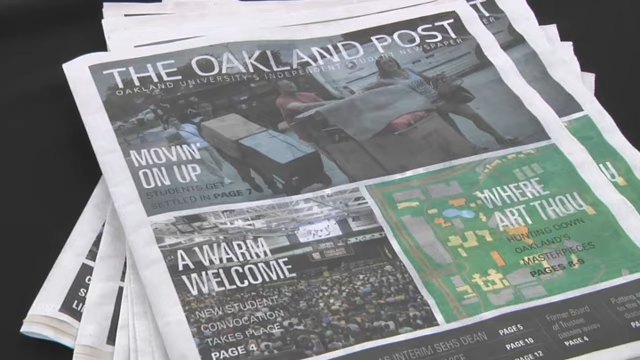 THE OAKLAND POST
OAKLAND UNIVERSITY'S INDEPENDENT STUDENT NEWSPAPER
MOVIN'
ON UP
STUDENTS GET
SETTLED IN PAGE 7
A WARM
WELCOME
NEW STUDENT
CONVOCATION
TAKES PLACE
PAGE 4
WHERE
ART THOU
HUNTING DOWN
OAKLAND'S
MASTERPIECES
PAGES 8-9
INTERIM SEHS DEAN
PAGE 5
PAGE 10
PAGE
Former Board
of Trustee
passes away
PAGE 4
T
U